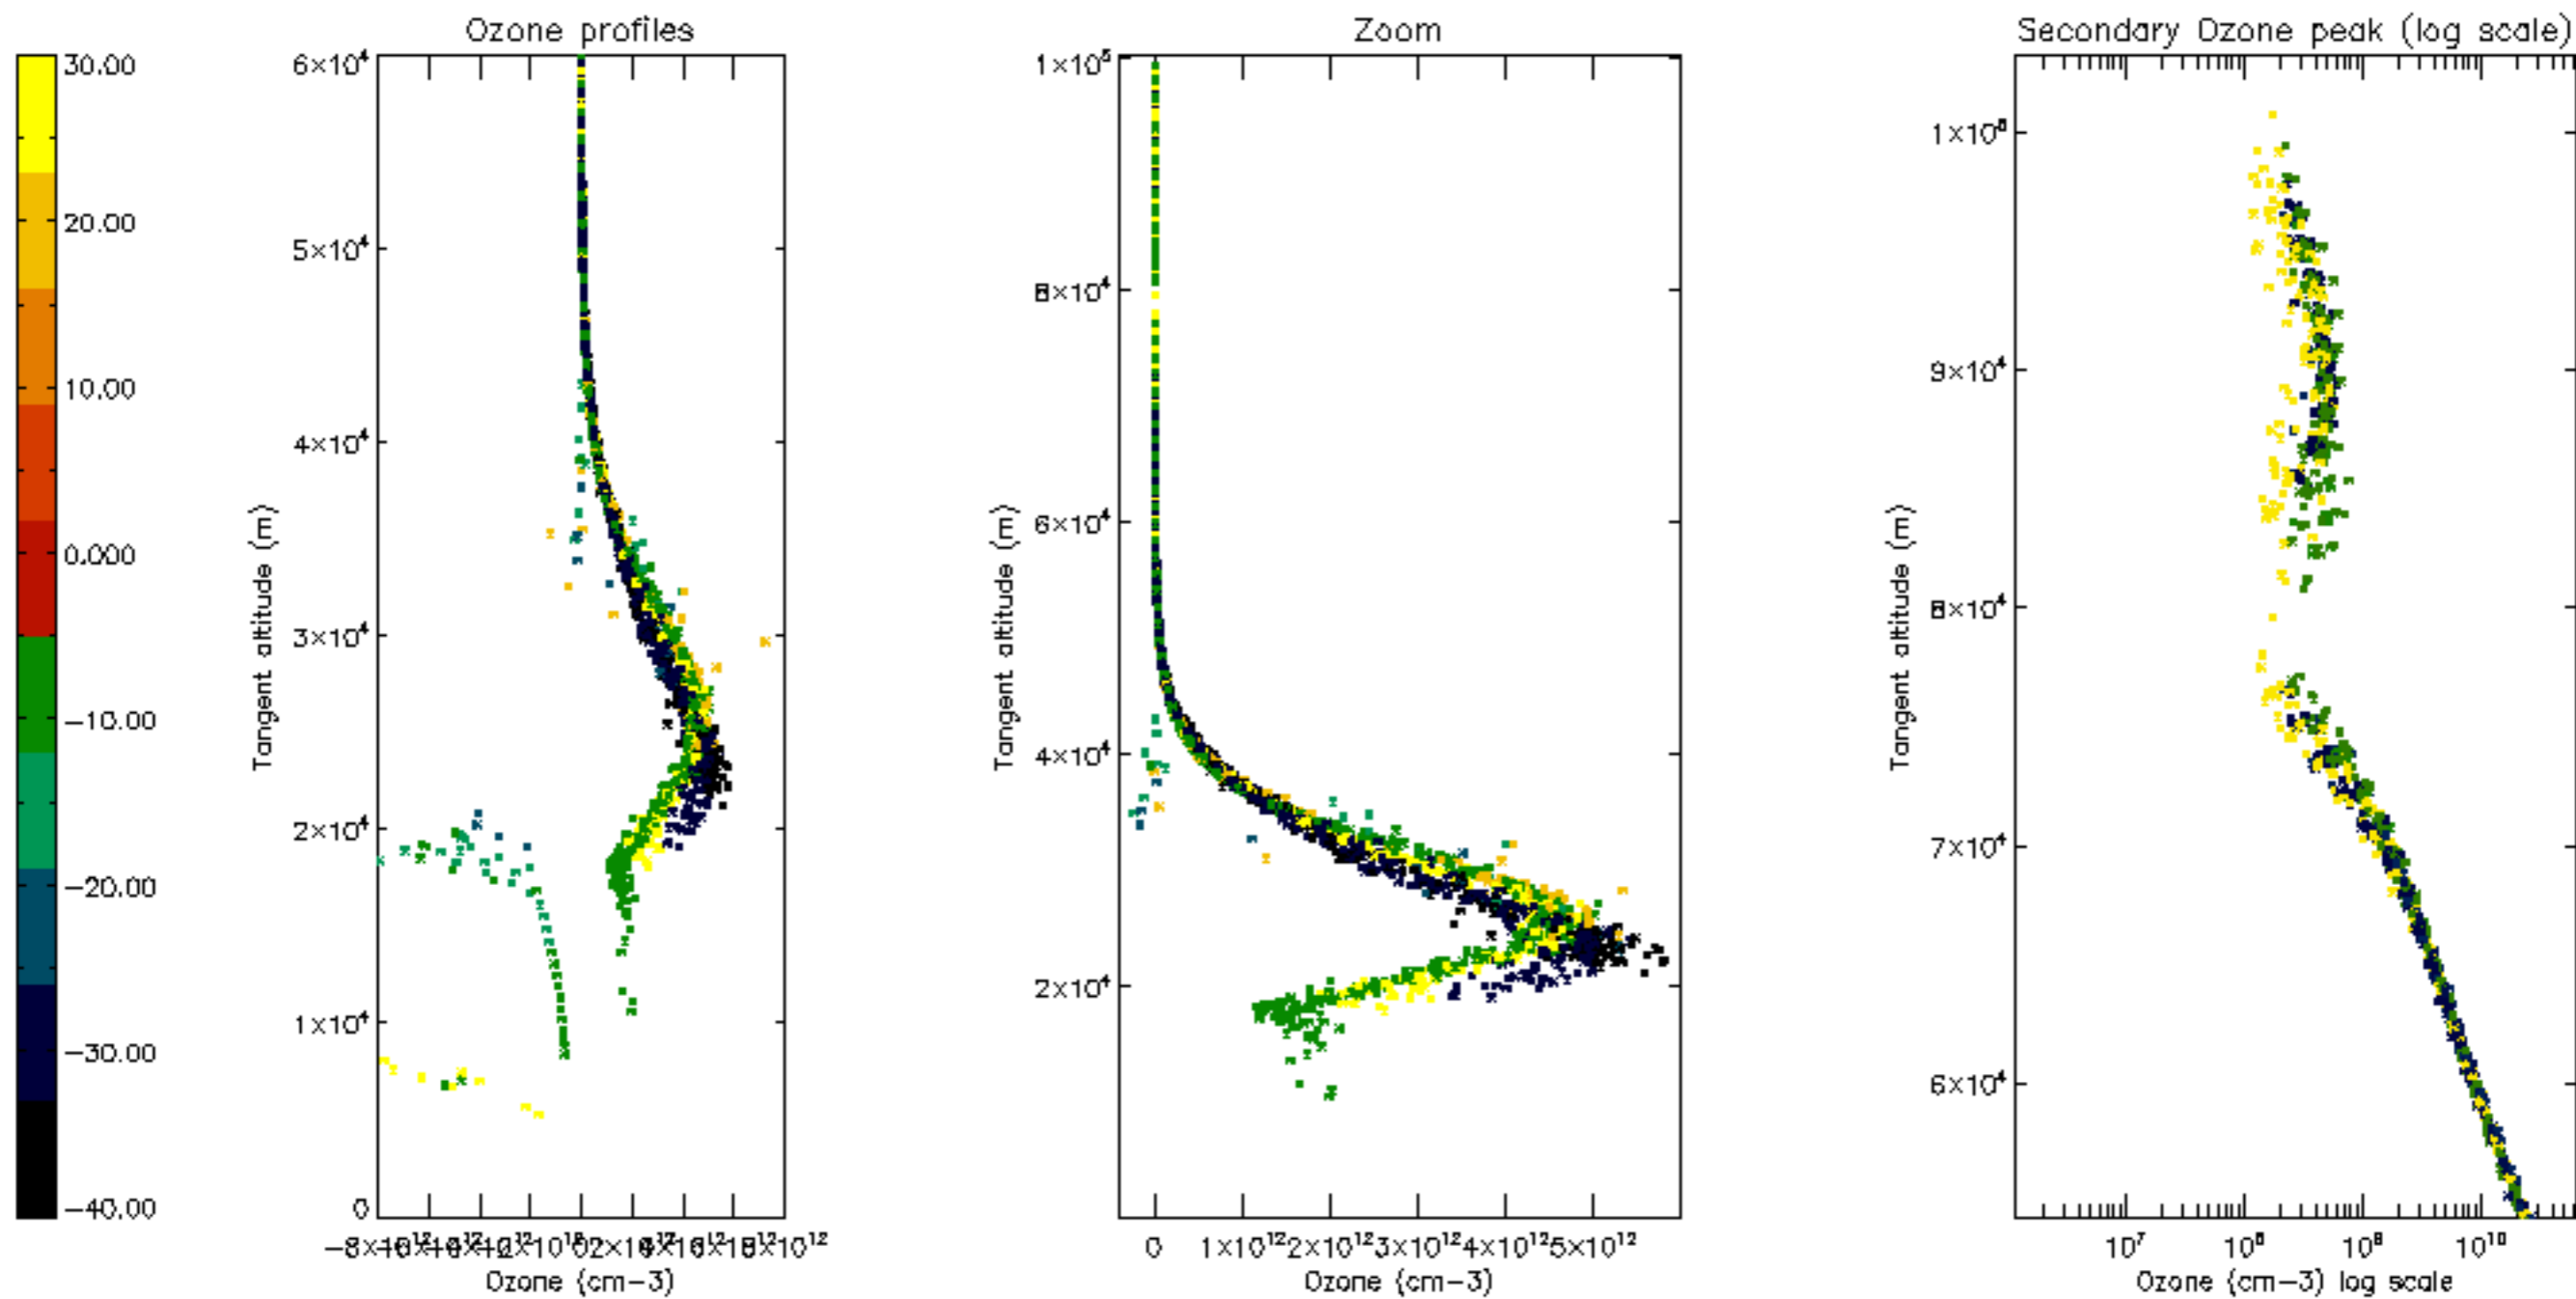 Ozone profiles
Zoom
Secondary Ozone peak (log scale)
30.00
20.00
10.00
0.000
-10.00
-20.00
-30.00
-40.00
6×10⁴
5×10⁴
4×10⁴
3×10⁴
2×10⁴
1×10⁴
0
Tangent altitude (m)
8×10¹²
Ozone (cm-3)
1×10⁵
8×10⁴
6×10⁴
4×10⁴
2×10⁴
Tangent altitude (m)
0 1×10¹² 2×10¹² 3×10¹² 4×10¹² 5×10¹²
Ozone (cm-3)
9×10⁴
8×10⁴
7×10⁴
6×10⁴
Tangent altitude (m)
10⁷ 10⁸ 10⁹ 10¹⁰
Ozone (cm-3) log scale